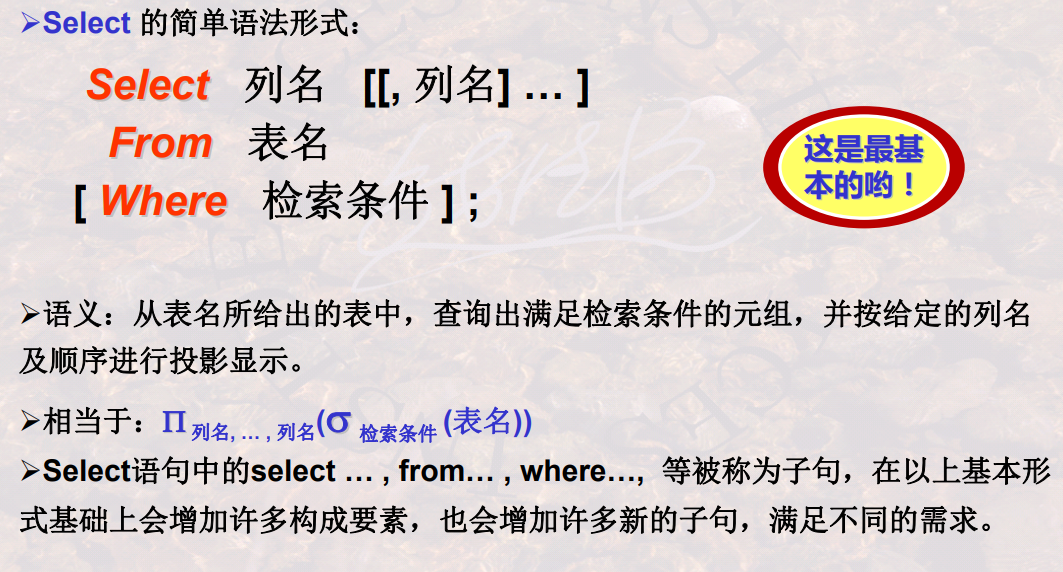 ➢Select 的简单语法形式：
Select 列名 [[, 列名] … ]
From 表名
[ Where 检索条件 ] ;
这是最基
本的哟！
➢语义：从表名所给出的表中，查询出满足检索条件的元组，并按给定的列名
及顺序进行投影显示。
➢相当于：Π 列名, … , 列名(σ 检索条件 (表名))
➢Select语句中的select … , from… , where…, 等被称为子句，在以上基本形
式基础上会增加许多构成要素，也会增加许多新的子句，满足不同的需求。